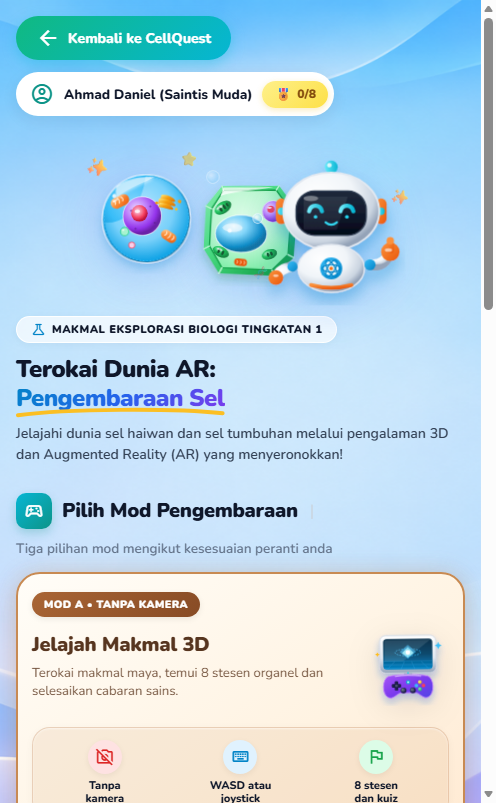 Kembali ke CellQuest
Ahmad Daniel (Saintis Muda) 0/8
MAKMAL EKSPLORASI BIOLOGI TINGKATAN 1
Terokai Dunia AR:
Pengembaraan Sel
Jelajahi dunia sel haiwan dan sel tumbuhan melalui pengalaman 3D
dan Augmented Reality (AR) yang menyeronokkan!
Pilih Mod Pengembaraan
Tiga pilihan mod mengikut kesesuaian peranti anda
MOD A • TANPA KAMERA
Jelajah Makmal 3D
Terokai makmal maya, temui 8 stesen organel dan
selesaikan cabaran sains.
Tanpa
kamera
WASD atau
joystick
8 stesen
dan kuiz